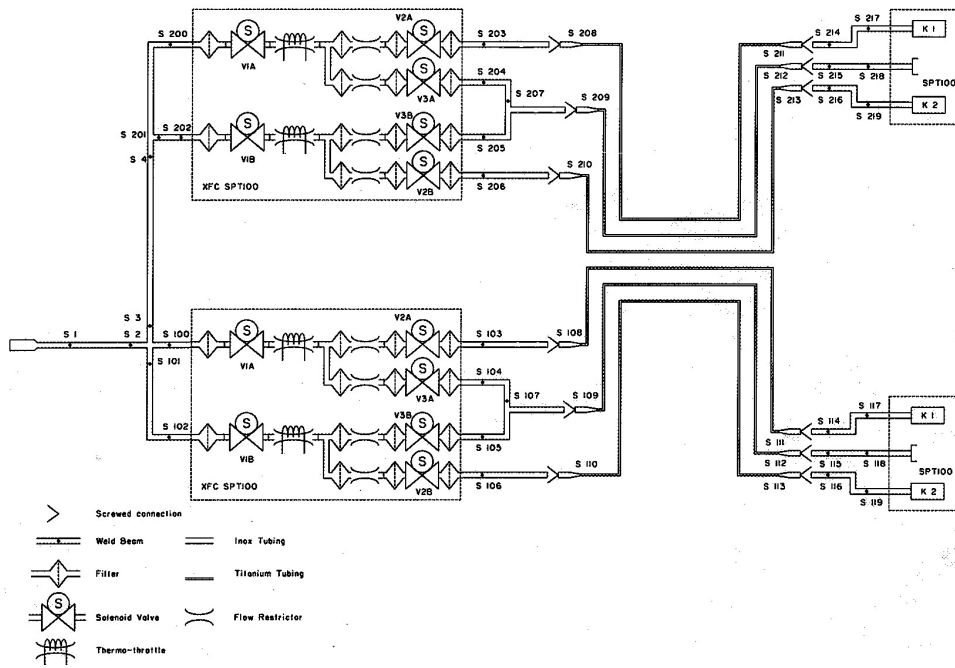 V2A
S 200
S 203
S 208
S 214
S 217
K 1
S 211
V1A
S 204
S 212
S 215
S 218
SPT100
S 207
V3A
S 209
S 213
S 216
K 2
S 219
S 201
S 202
V3B
S 205
S 4
V1B
S 210
S 206
V2B
XFC SPT100
S 3
V2A
S 1
S 2
S 100
S 103
S 108
S 101
V1A
S 104
V3A
S 107
S 109
S 117
K 1
S 114
V3B
S 111
S 102
S 105
SPT100
V1B
S 112
S 115
S 118
S 110
S 106
V2B
S 113
S 116
K 2
S 119
XFC SPT100
Screwed connection
Weld Beam
Inox Tubing
Filter
Titanium Tubing
S
Solenoid Valve
Flow Restrictor
Thermo-throttle
S
S
S
S
S
S
S
S
S
S
S
S